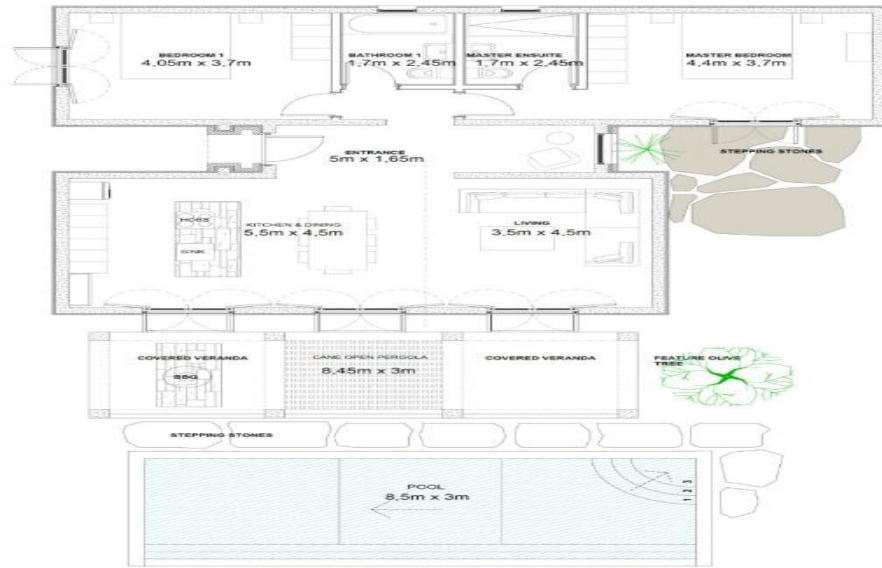 BEDROOM 1
4,05m x 3,7m
BATHROOM 1
1,7m x 2,45m
MASTER ENSUITE
1,7m x 2,45m
MASTER BEDROOM
4,4m x 3,7m
ENTRANCE
5m x 1,65m
STEPPING STONES
HOBS
KITCHEN & DINING
5,5m x 4,5m
SINK
LIVING
3,5m x 4,5m
COVERED VERANDA
BBQ
CANE OPEN PERGOLA
8,45m x 3m
COVERED VERANDA
FEATURE OLIVE
TREE
STEPPING STONES
POOL
8,5m x 3m
1 2 3